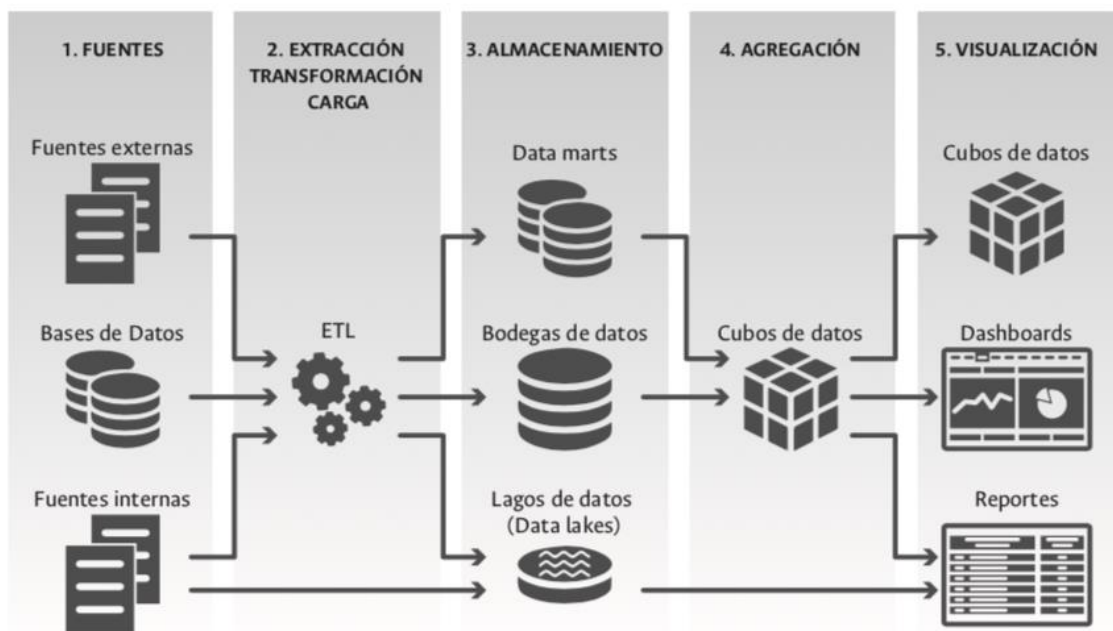 1. FUENTES
2. EXTRACCIÓN
TRANSFORMACIÓN
CARGA
3. ALMACENAMIENTO
4. AGREGACIÓN
5. VISUALIZACIÓN
Fuentes externas
Data marts
Cubos de datos
Bases de Datos
ETL
Bodegas de datos
Cubos de datos
Dashboards
Fuentes internas
Lagos de datos
(Data lakes)
Reportes